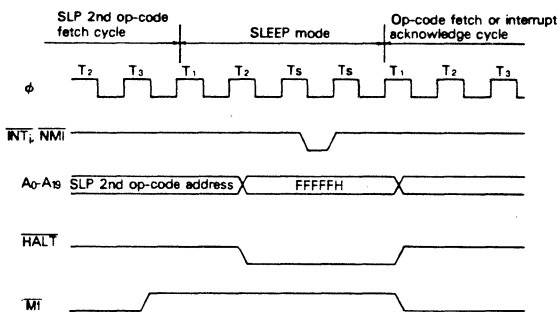 SLP 2nd op-code
fetch cycle
SLEEP mode
Op-code fetch or interrupt
acknowledge cycle
T2 T3 T1 T2 Ts Ts T1 T2 T3
φ
INTi, NMI
A0-A19 SLP 2nd op-code address FFFFFH
HALT
M1